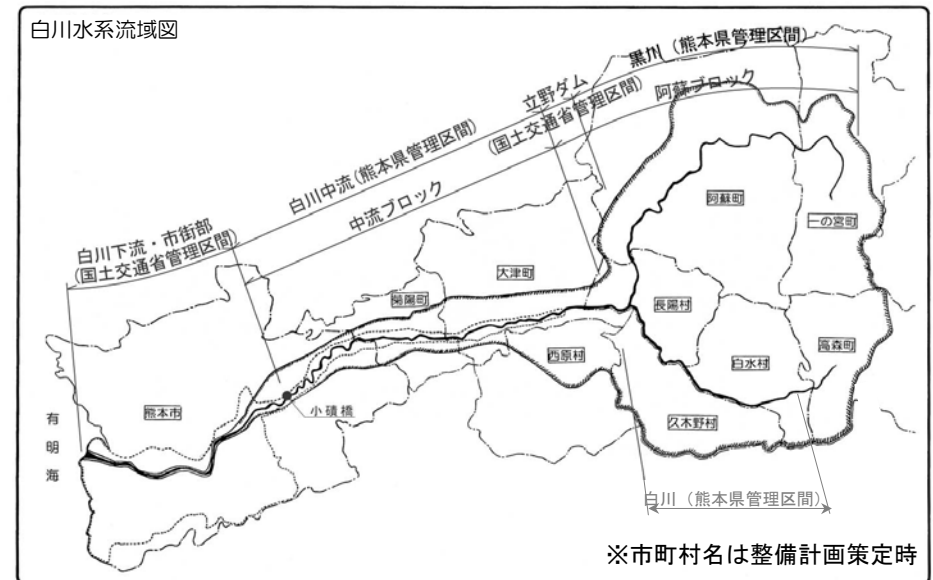 白川水系流域図
黒川(熊本県管理区間)
立野ダム
(国土交通省管理区間)
阿蘇ブロック
白川中流(熊本県管理区間)
中流ブロック
白川下流・市街部
(国土交通省管理区間)
阿蘇町
一の宮町
大津町
菊陽町
長陽村
高森町
西原村
白水村
熊本市
小磧橋
久木野村
有明海
白川(熊本県管理区間)
※市町村名は整備計画策定時